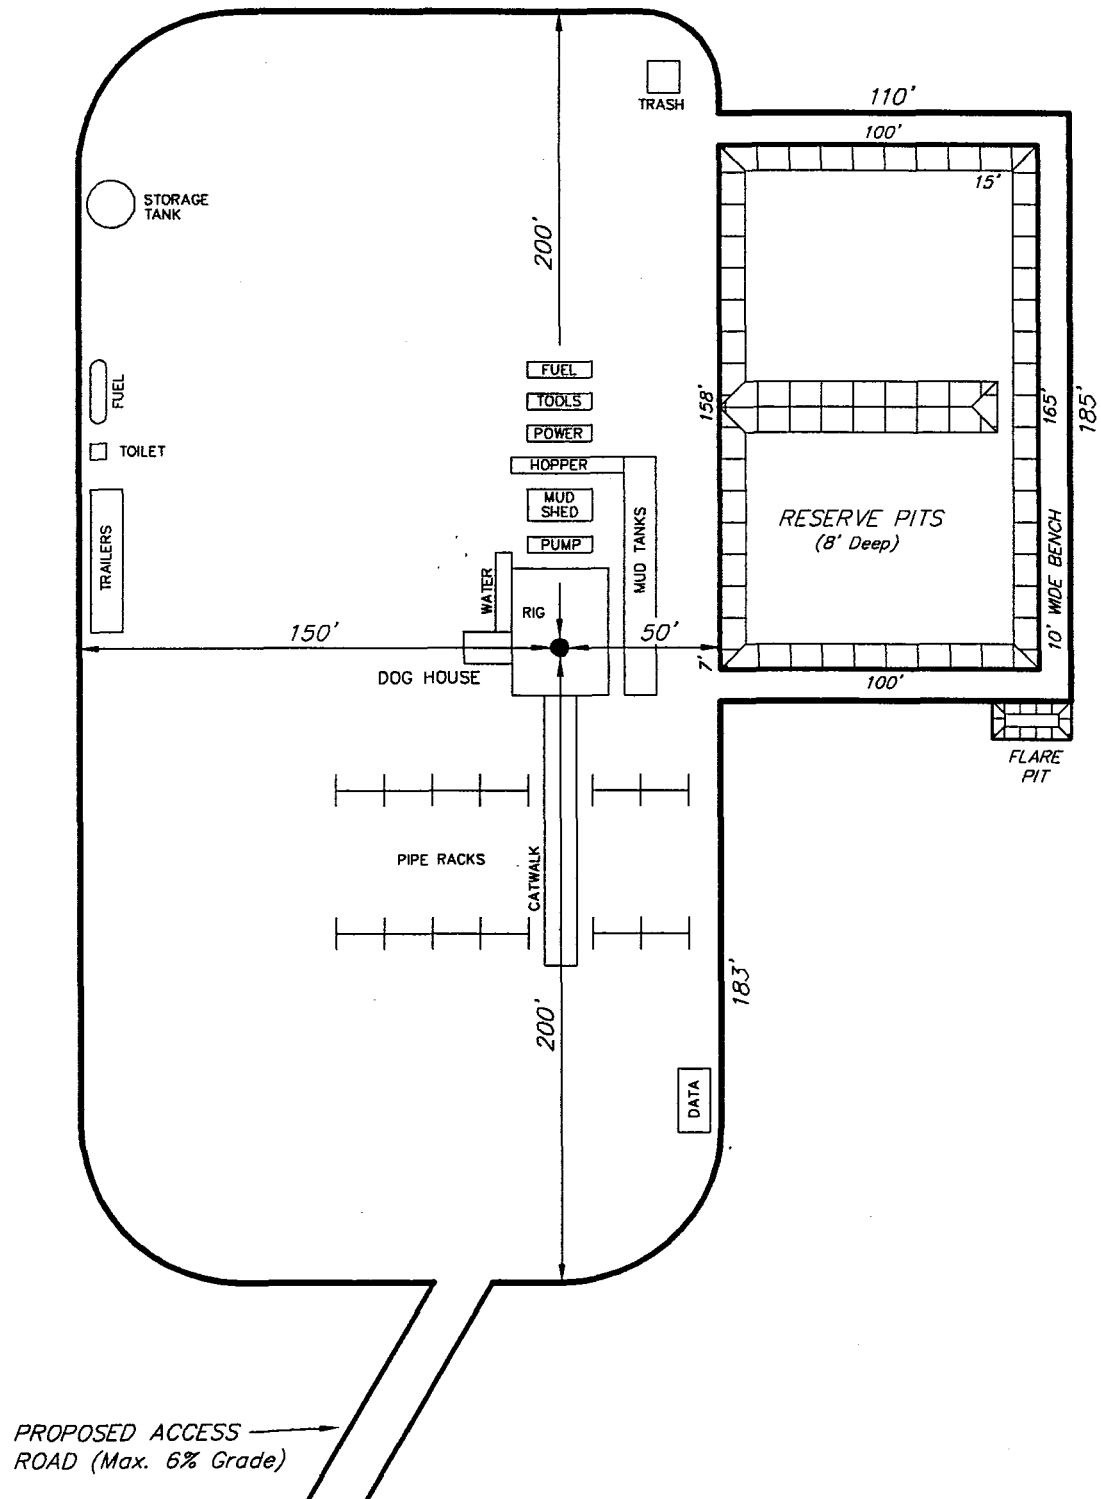 TRASH
110'
100'
15'
STORAGE
TANK
200'
FUEL
TOOLS
POWER
HOPPER
MUD
SHED
PUMP
FUEL
TOILET
TRAILERS
WATER
RIG
MUD TANKS
158'
165'
185'
RESERVE PITS
(8' Deep)
10' WIDE BENCH
150'
50'
7'
DOG HOUSE
100'
FLARE
PIT
PIPE RACKS
CATWALK
183'
200'
DATA
PROPOSED ACCESS
ROAD (Max. 6% Grade)